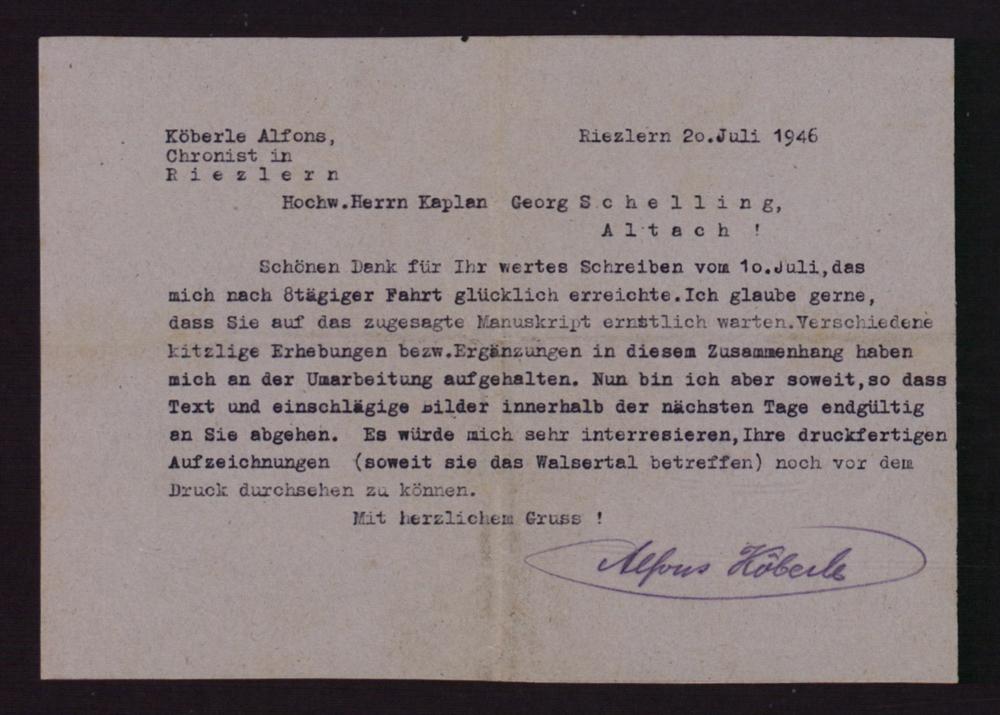 Köberle Alfons,
Riezlern 2o.Juli 1946
Chronist in
R i e z l e r n
Hochw.Herrn Kaplan Georg S c h e l l i n g,
A l t a c h !
Schönen Dank für Ihr wertes Schreiben vom 1o.Juli,das
mich nach 8tägiger Fahrt glücklich erreichte.Ich glaube gerne,
dass Sie auf das zugesagte Manuskript ernstlich warten.Verschiedene
kitzlige Erhebungen bezw.Ergänzungen in diesem Zusammenhang haben
mich an der Umarbeitung aufgehalten. Nun bin ich aber soweit,so dass
Text und einschlägige Bilder innerhalb der nächsten Tage endgültig
an Sie abgehen. Es würde mich sehr interresieren,Ihre druckfertigen
Aufzeichnungen (soweit sie das Walsertal betreffen) noch vor dem
Druck durchsehen zu können.
Mit herzlichem Gruss !
Alfons Köberle